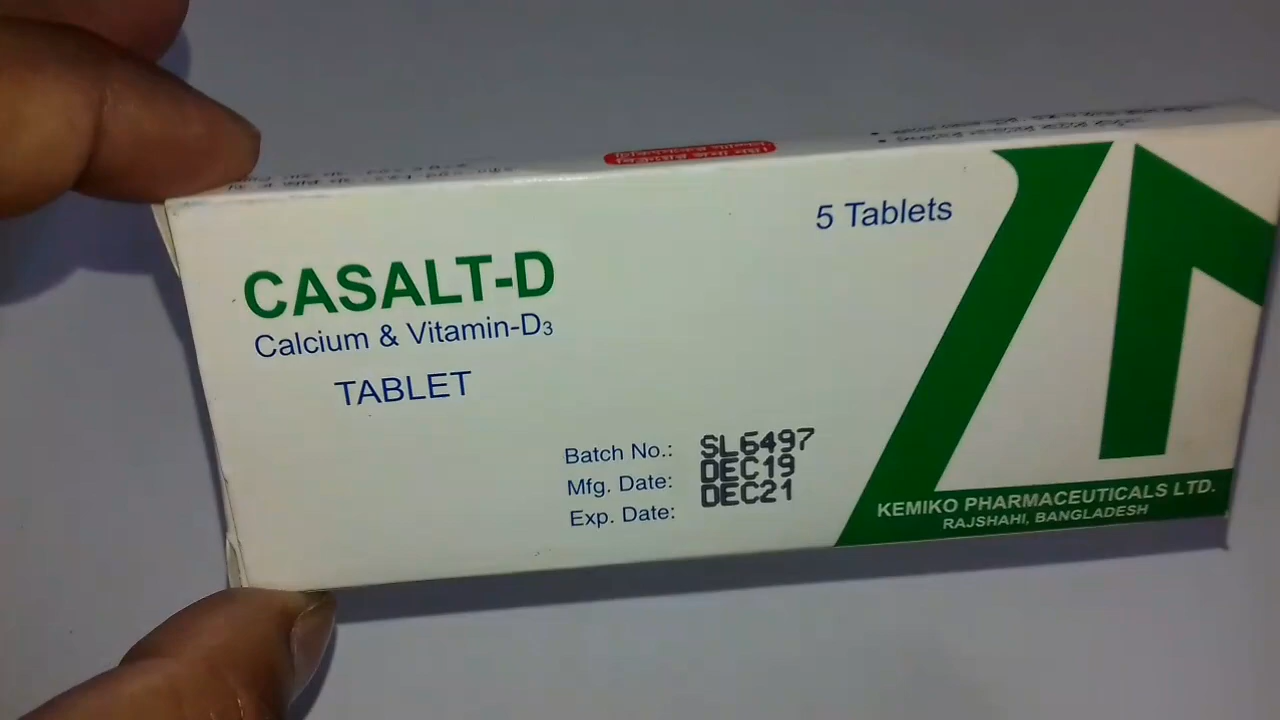 5 Tablets
CASALT-D
Calcium & Vitamin-D3
TABLET
Batch No.: SL6497
Mfg. Date: DEC19
Exp. Date: DEC21
KEMIKO PHARMACEUTICALS LTD.
RAJSHAHI, BANGLADESH